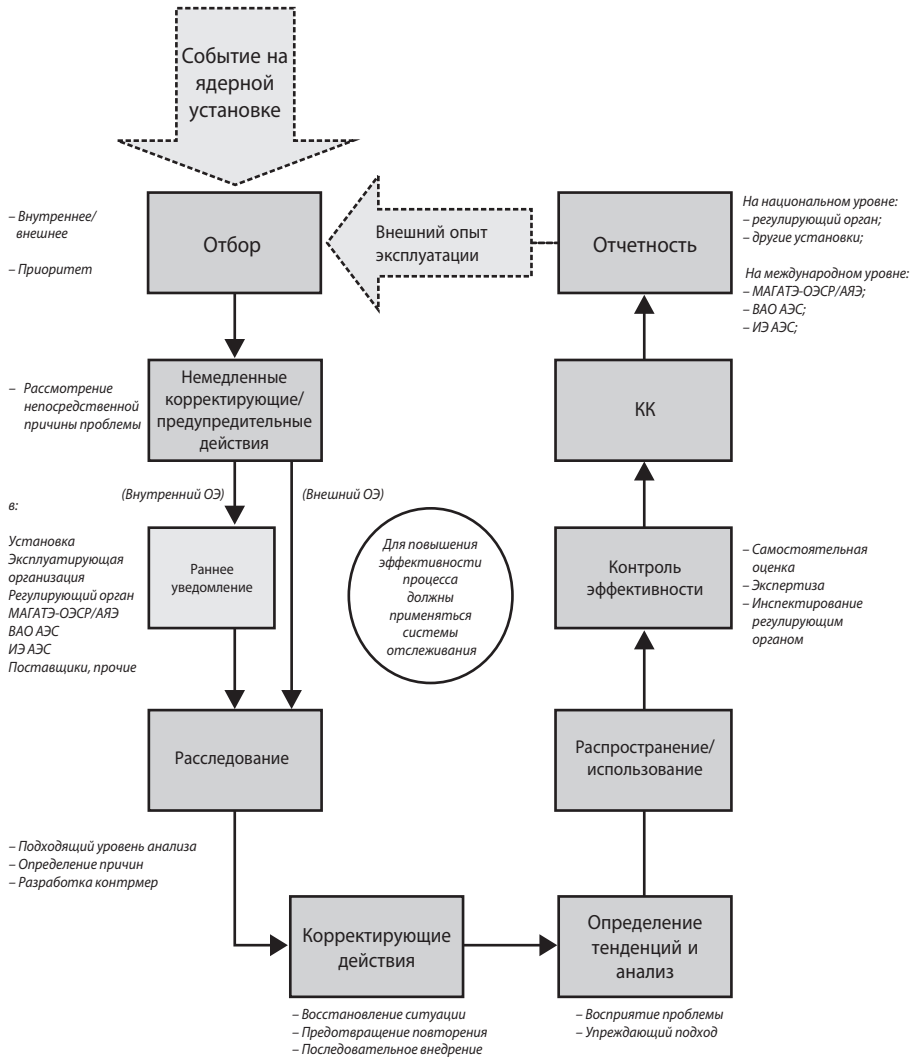 Событие на
ядерной
установке
– Внутреннее/
внешнее
– Приоритет
Отбор
Внешний опыт
эксплуатации
Отчетность
На национальном уровне:
– регулирующий орган;
– другие установки;
На международном уровне:
– МАГАТЭ-ОЭСР/АЯЭ;
– ВАО АЭС;
– ИЭ АЭС;
– Рассмотрение
непосредственной
причины проблемы
Немедленные
корректирующие/
предупредительные
действия
КК
(Внутренний ОЭ)
(Внешний ОЭ)
в:
Установка
Эксплуатирующая
организация
Регулирующий орган
МАГАТЭ-ОЭСР/АЯЭ
ВАО АЭС
ИЭ АЭС
Поставщики, прочие
Раннее
уведомление
Для повышения
эффективности
процесса
должны
применяться
системы
отслеживания
Контроль
эффективности
– Самостоятельная
оценка
– Экспертиза
– Инспектирование
регулирующим
органом
Расследование
Распространение/
использование
– Подходящий уровень анализа
– Определение причин
– Разработка контрмер
Корректирующие
действия
Определение
тенденций и
анализ
– Восстановление ситуации
– Предотвращение повторения
– Последовательное внедрение
– Восприятие проблемы
– Упреждающий подход